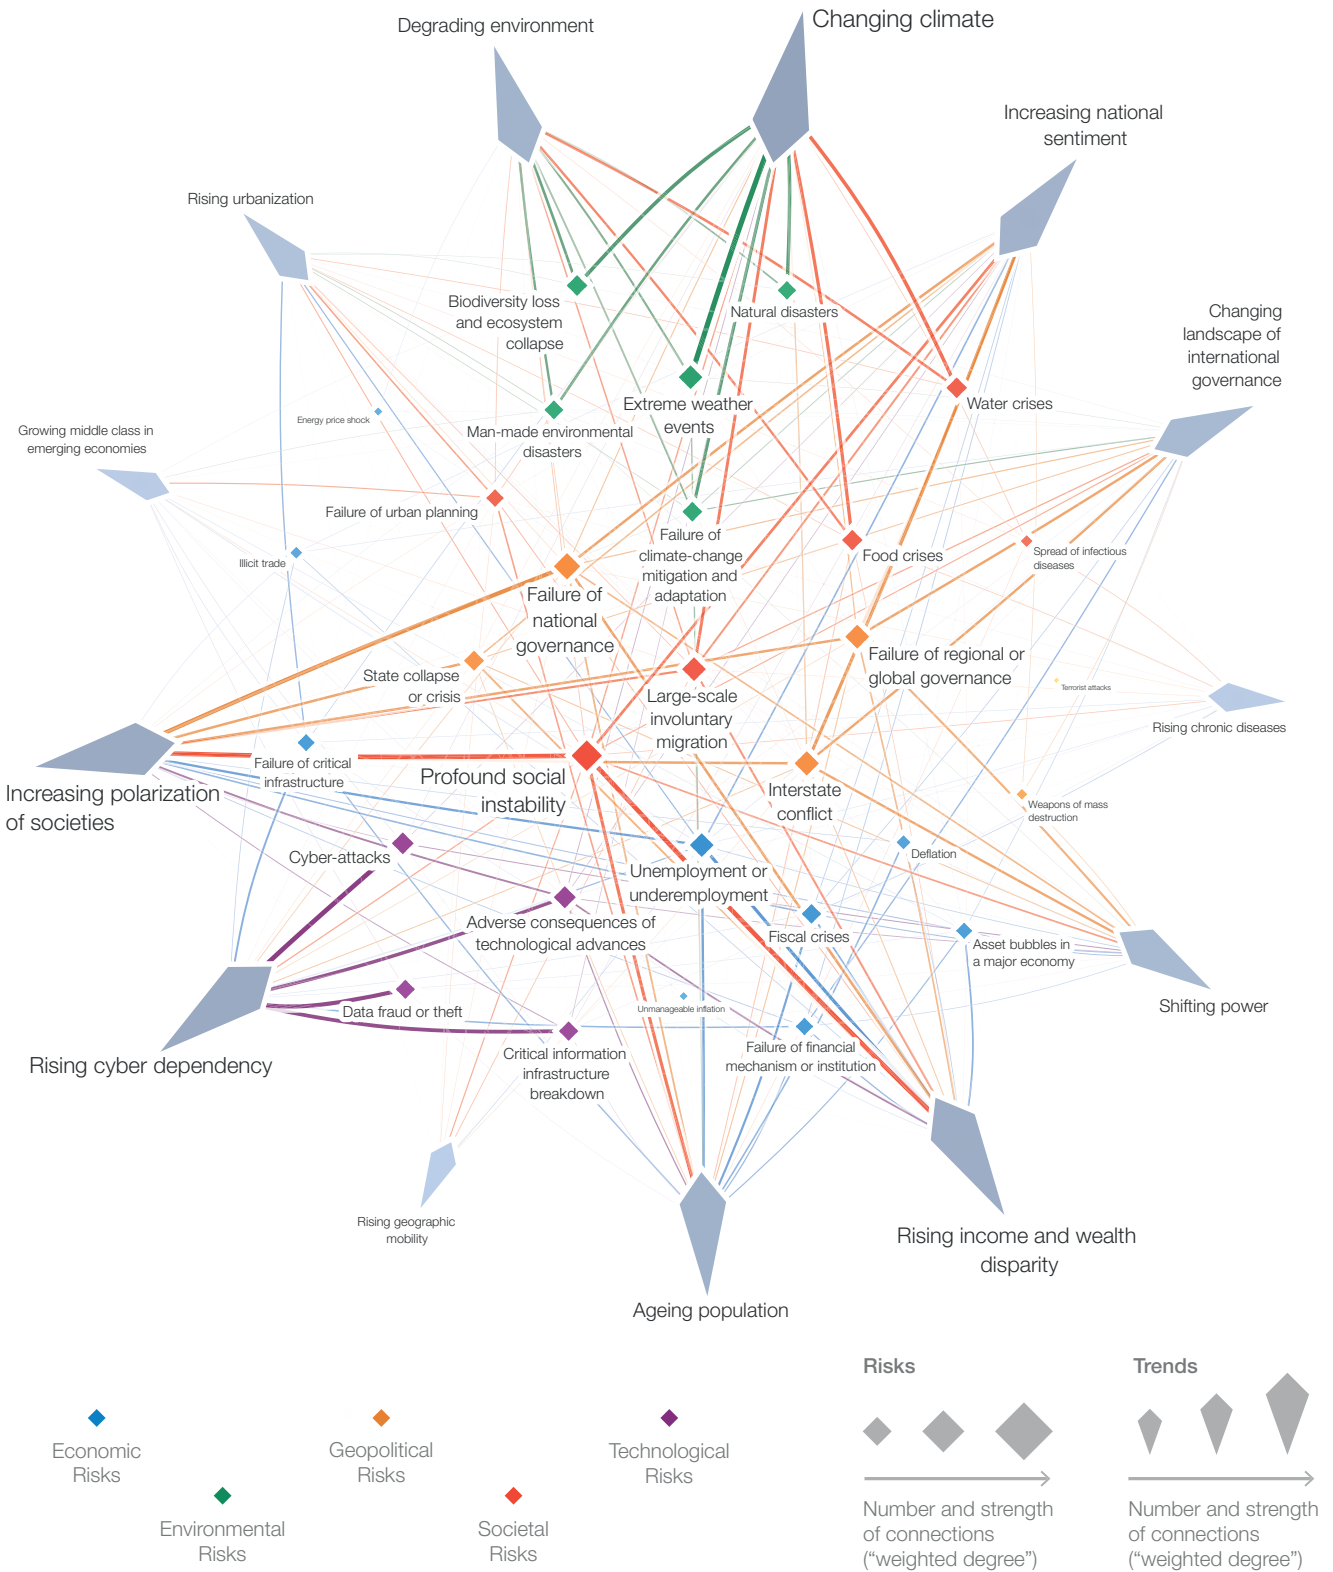 Changing climate
Degrading environment
Increasing national
sentiment
Rising urbanization
Biodiversity loss
and ecosystem
collapse
Natural disasters
Changing
landscape of
international
governance
Extreme weather
events
Water crises
Energy price shock
Man-made environmental
disasters
Growing middle class in
emerging economies
Failure of urban planning
Failure of
climate-change
mitigation and
adaptation
Food crises
Spread of infectious
diseases
Illicit trade
Failure of
national
governance
State collapse
or crisis
Large-scale
involuntary
migration
Failure of regional or
global governance
Terrorist attacks
Rising chronic diseases
Failure of critical
infrastructure
Profound social
instability
Interstate
conflict
Weapons of mass
destruction
Increasing polarization
of societies
Cyber-attacks
Unemployment or
underemployment
Deflation
Adverse consequences of
technological advances
Fiscal crises
Asset bubbles in
a major economy
Data fraud or theft
Unmanageable inflation
Shifting power
Critical information
infrastructure
breakdown
Failure of financial
mechanism or institution
Rising cyber dependency
Rising geographic
mobility
Rising income and wealth
disparity
Ageing population
Economic
Risks
Environmental
Risks
Geopolitical
Risks
Societal
Risks
Technological
Risks
Risks
Number and strength
of connections
(“weighted degree”)
Trends
Number and strength
of connections
(“weighted degree”)